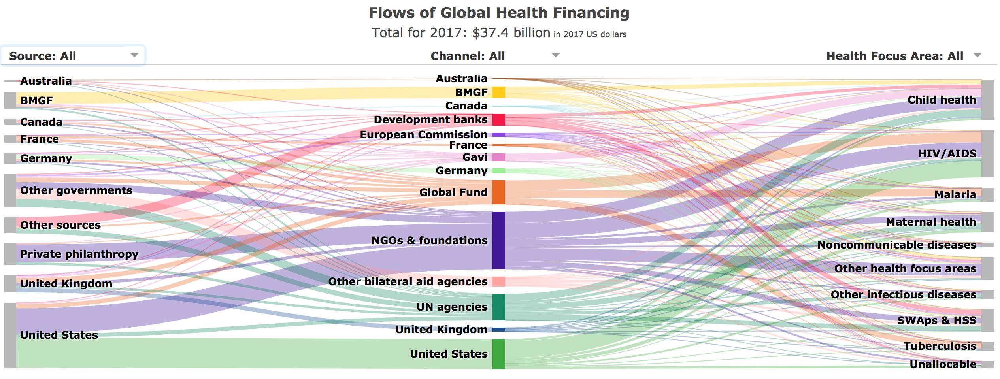 Flows of Global Health Financing
Total for 2017: $37.4 billion in 2017 US dollars
Source: All
Channel: All
Health Focus Area: All
Australia
BMGF
Canada
France
Germany
Other governments
Other sources
Private philanthropy
United Kingdom
United States
Australia
BMGF
Canada
Development banks
European Commission
France
Gavi
Germany
Global Fund
NGOs & foundations
Other bilateral aid agencies
UN agencies
United Kingdom
United States
Child health
HIV/AIDS
Malaria
Maternal health
Noncommunicable diseases
Other health focus areas
Other infectious diseases
SWAps & HSS
Tuberculosis
Unallocable